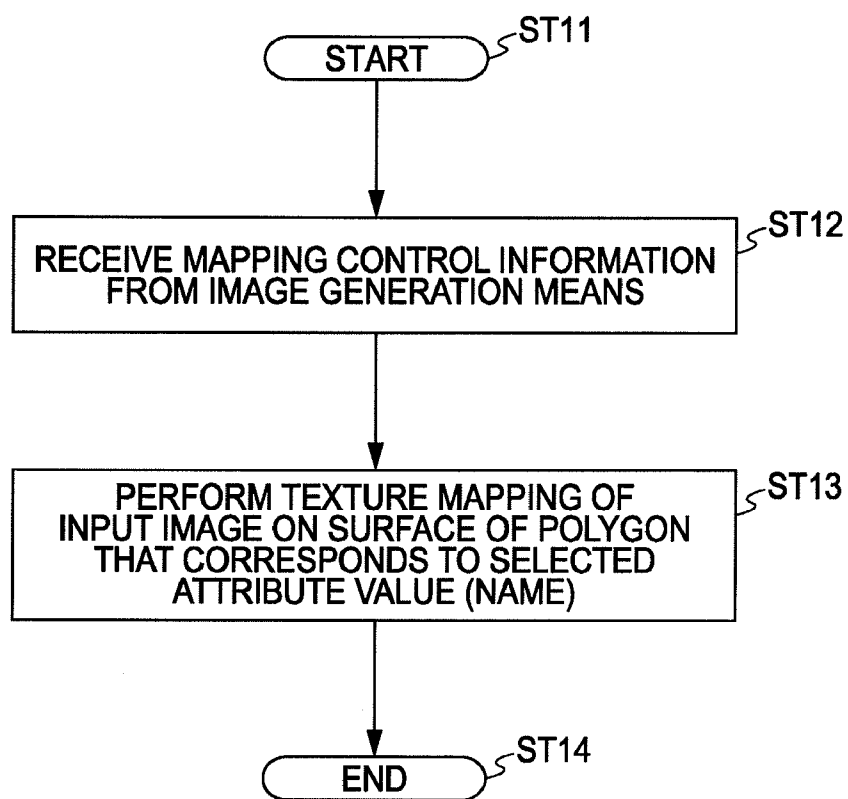 ST11
START
ST12
RECEIVE MAPPING CONTROL INFORMATION
FROM IMAGE GENERATION MEANS
ST13
PERFORM TEXTURE MAPPING OF
INPUT IMAGE ON SURFACE OF POLYGON
THAT CORRESPONDS TO SELECTED
ATTRIBUTE VALUE (NAME)
ST14
END